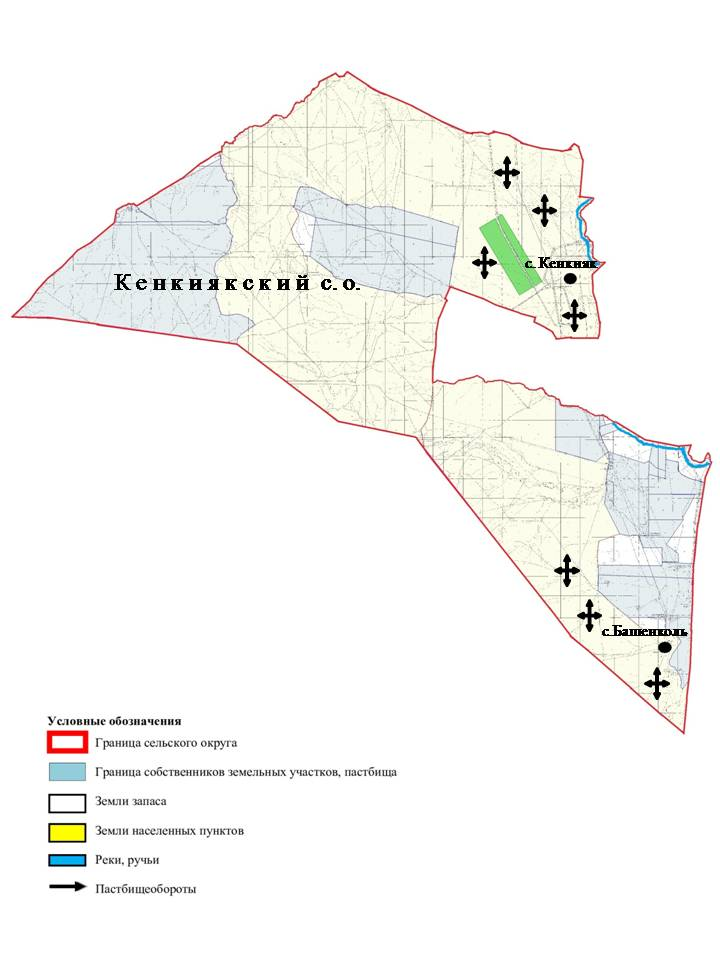 с. Кенкияк
Кенкиякский с.о.
с.Башенколь
Условные обозначения
Граница сельского округа
Граница собственников земельных участков, пастбища
Земли запаса
Земли населенных пунктов
Реки, ручьи
Пастбищеобороты